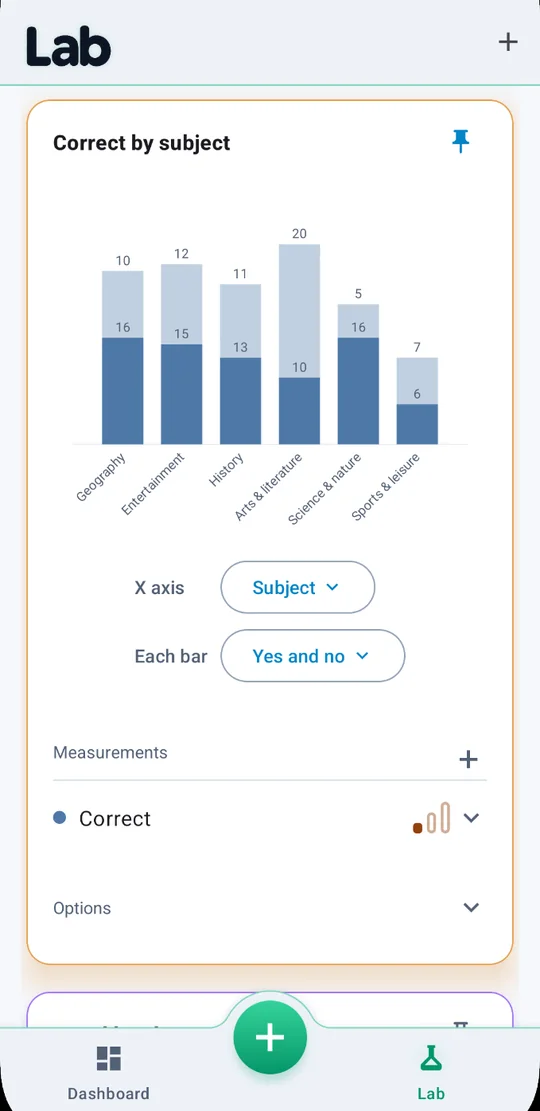 Lab
Correct by subject
20
12
10
11
5
16
15
16
7
13
10
6
Geography
Entertainment
History
Arts & literature
Science & nature
Sports & leisure
X axis
Subject
Each bar
Yes and no
Measurements
Correct
Options
Dashboard
Lab